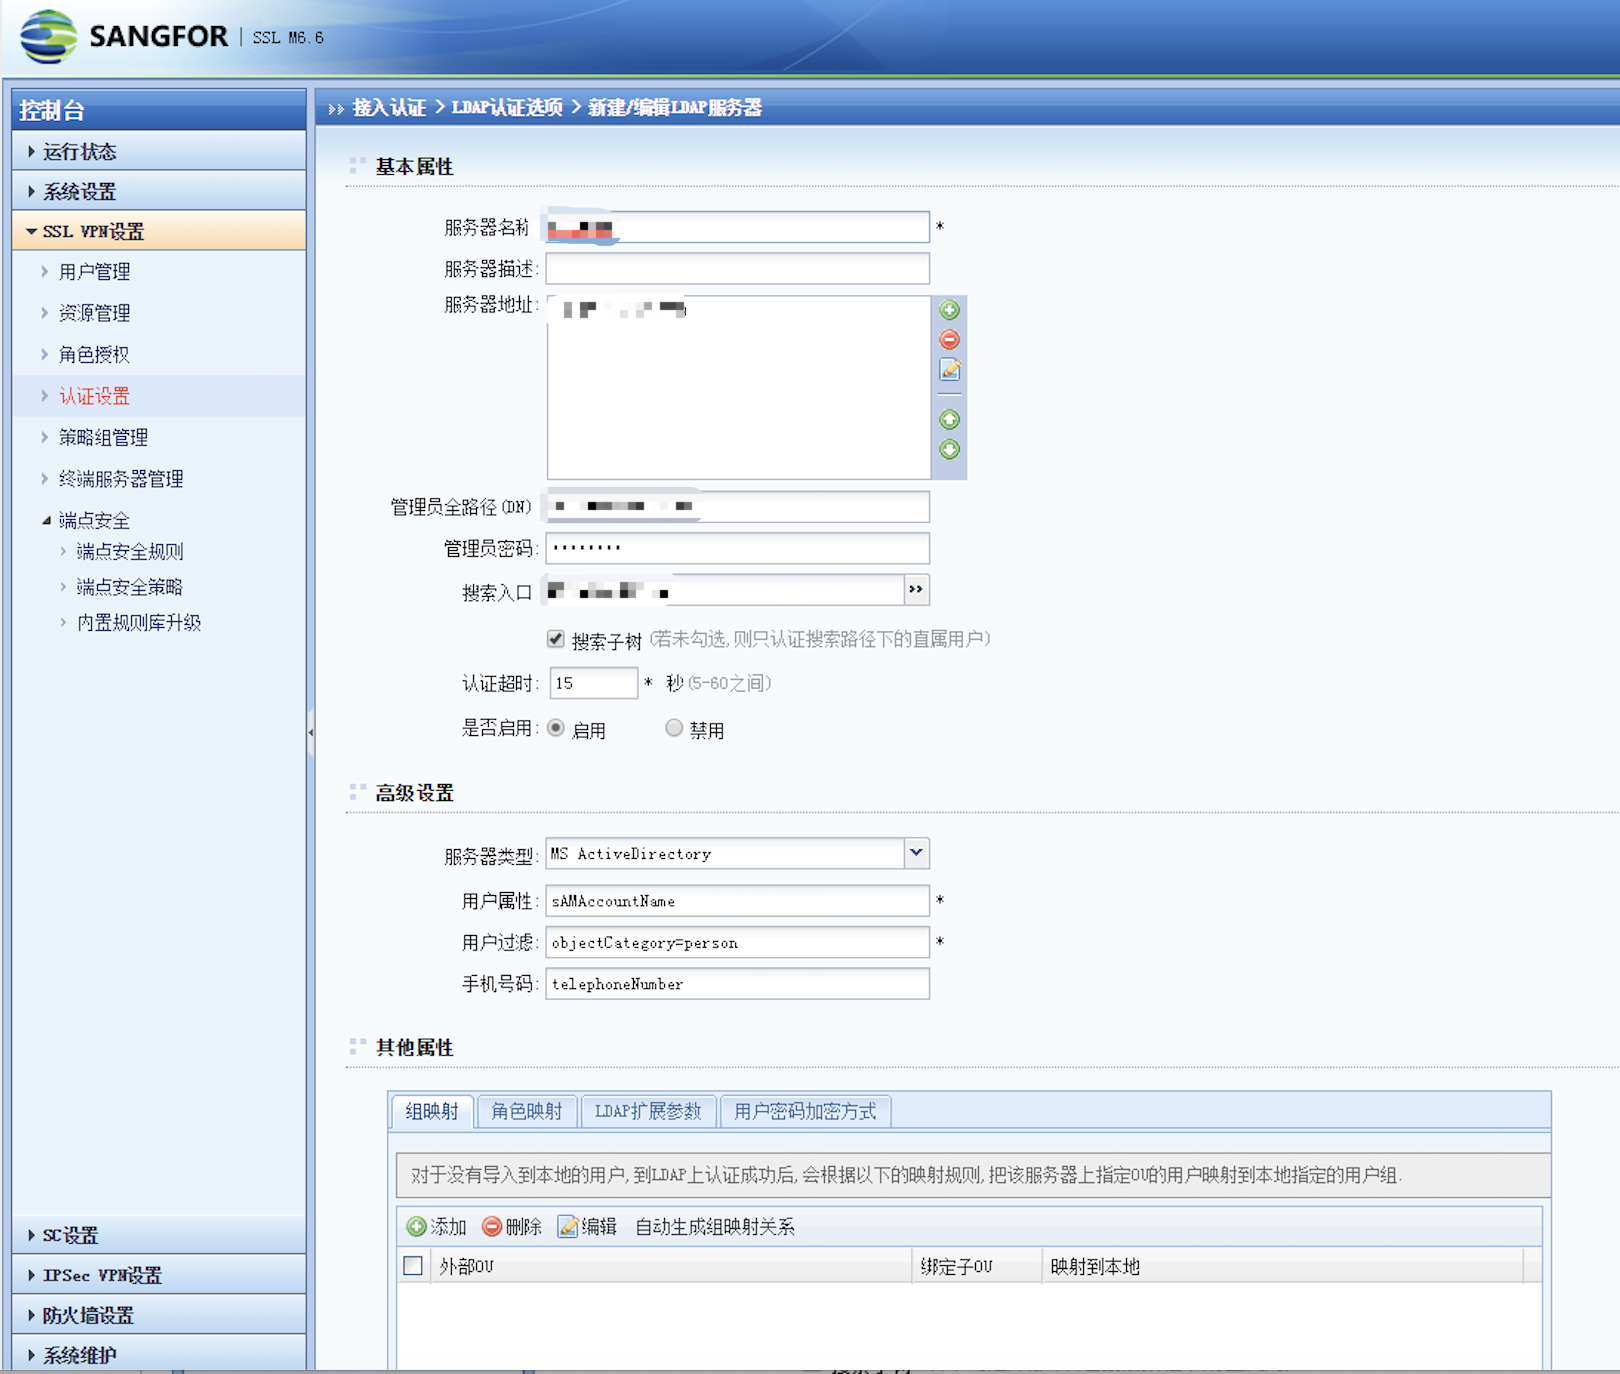 SANGFOR | SSL M6.6
控制台
运行状态
系统设置
SSL VPN设置
用户管理
资源管理
角色授权
认证设置
策略组管理
终端服务器管理
端点安全
端点安全规则
端点安全策略
内置规则库升级
SC设置
IPSec VPN设置
防火墙设置
系统维护
接入认证 > LDAP认证选项 > 新建/编辑LDAP服务器
基本属性
服务器名称 *
服务器描述:
服务器地址:
管理员全路径(DN)
管理员密码: ••••••••
搜索入口 »
搜索子树 (若未勾选,则只认证搜索路径下的直属用户)
认证超时: 15 * 秒(5-60之间)
是否启用: 启用 禁用
高级设置
服务器类型: MS ActiveDirectory
用户属性: sAMAccountName *
用户过滤: objectCategory=person *
手机号码: telephoneNumber
其他属性
组映射 角色映射 LDAP扩展参数 用户密码加密方式
对于没有导入到本地的用户,到LDAP上认证成功后,会根据以下的映射规则,把该服务器上指定OU的用户映射到本地指定的用户组.
添加 删除 编辑 自动生成组映射关系
外部OU 绑定子OU 映射到本地